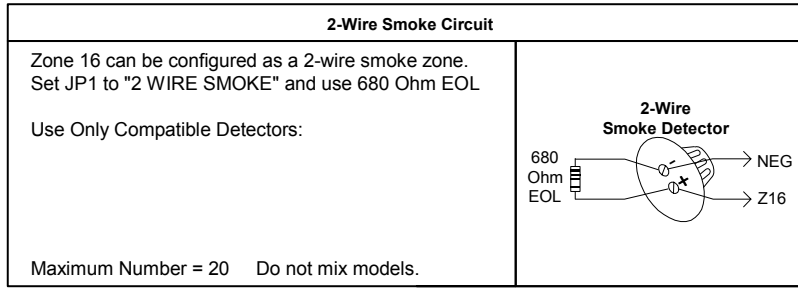 2-Wire Smoke Circuit
Zone 16 can be configured as a 2-wire smoke zone.
Set JP1 to "2 WIRE SMOKE" and use 680 Ohm EOL
Use Only Compatible Detectors:
Maximum Number = 20 Do not mix models.
2-Wire
Smoke Detector
680
Ohm
EOL
-
+
NEG
Z16